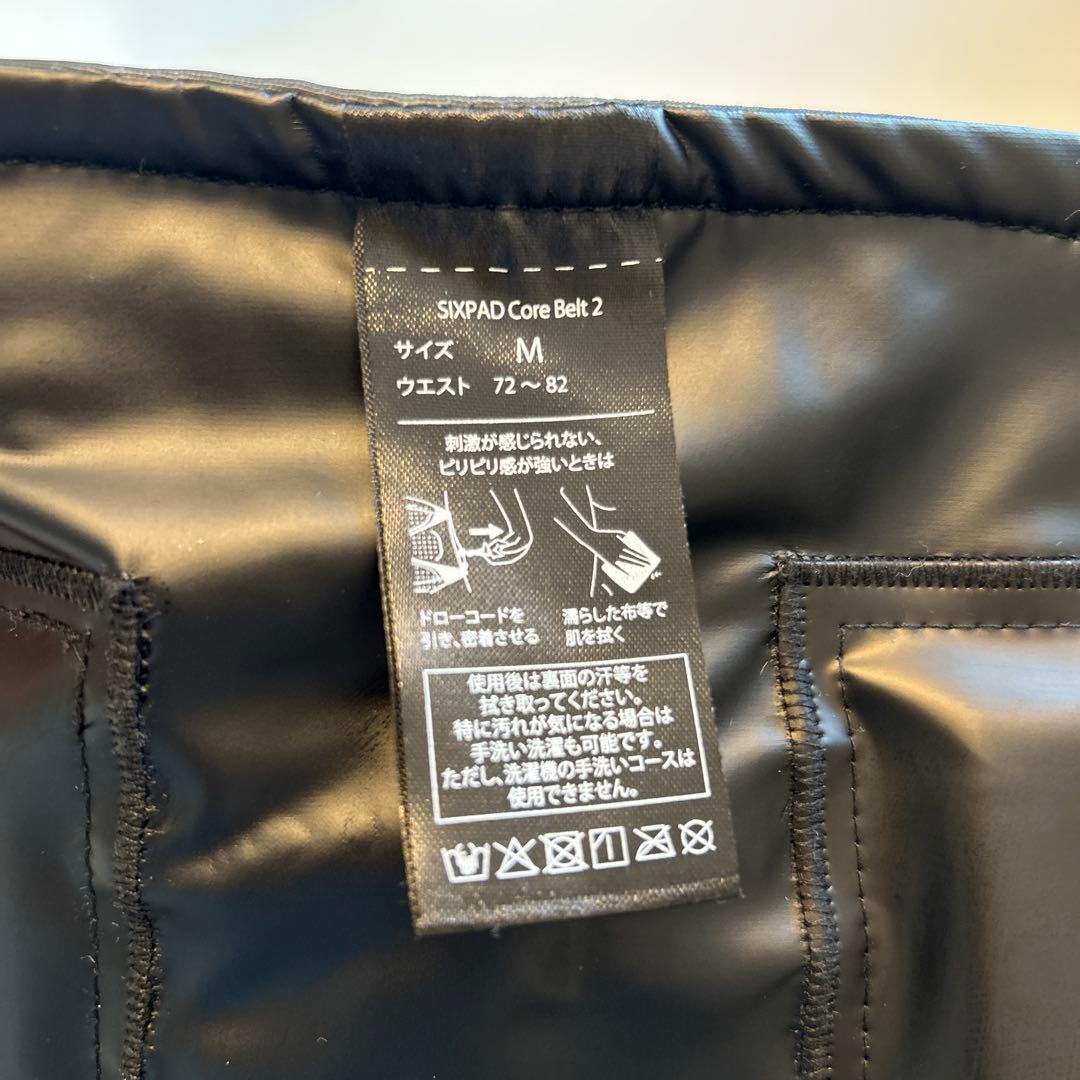 SIXPAD Core Belt 2
サイズ M
ウエスト 72～82
刺激が感じられない、
ピリピリ感が強いときは
ドローコードを
引き、密着させる
濡らした布等で
肌を拭く
使用後は裏面の汗等を
拭き取ってください。
特に汚れが気になる場合は
手洗い洗濯も可能です。
ただし、洗濯機の手洗いコースは
使用できません。